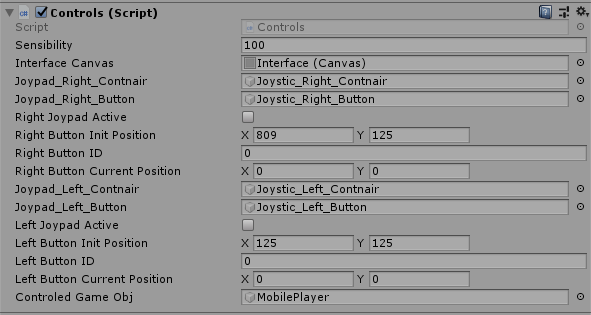 Controls (Script)
Script Controls
Sensibility 100
Interface Canvas Interface (Canvas)
Joypad_Right_Contnair Joystic_Right_Contnair
Joypad_Right_Button Joystic_Right_Button
Right Joypad Active
Right Button Init Position X 809 Y 125
Right Button ID 0
Right Button Current Position X 0 Y 0
Joypad_Left_Contnair Joystic_Left_Contnair
Joypad_Left_Button Joystic_Left_Button
Left Joypad Active
Left Button Init Position X 125 Y 125
Left Button ID 0
Left Button Current Position X 0 Y 0
Controled Game Obj MobilePlayer